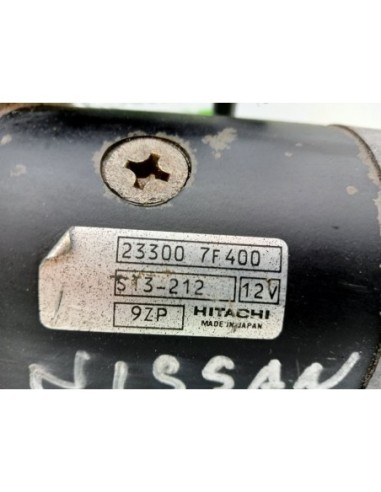 23300 7F400
S13-212 12V
9ZP HITACHI
MADE IN JAPAN
NISSAN